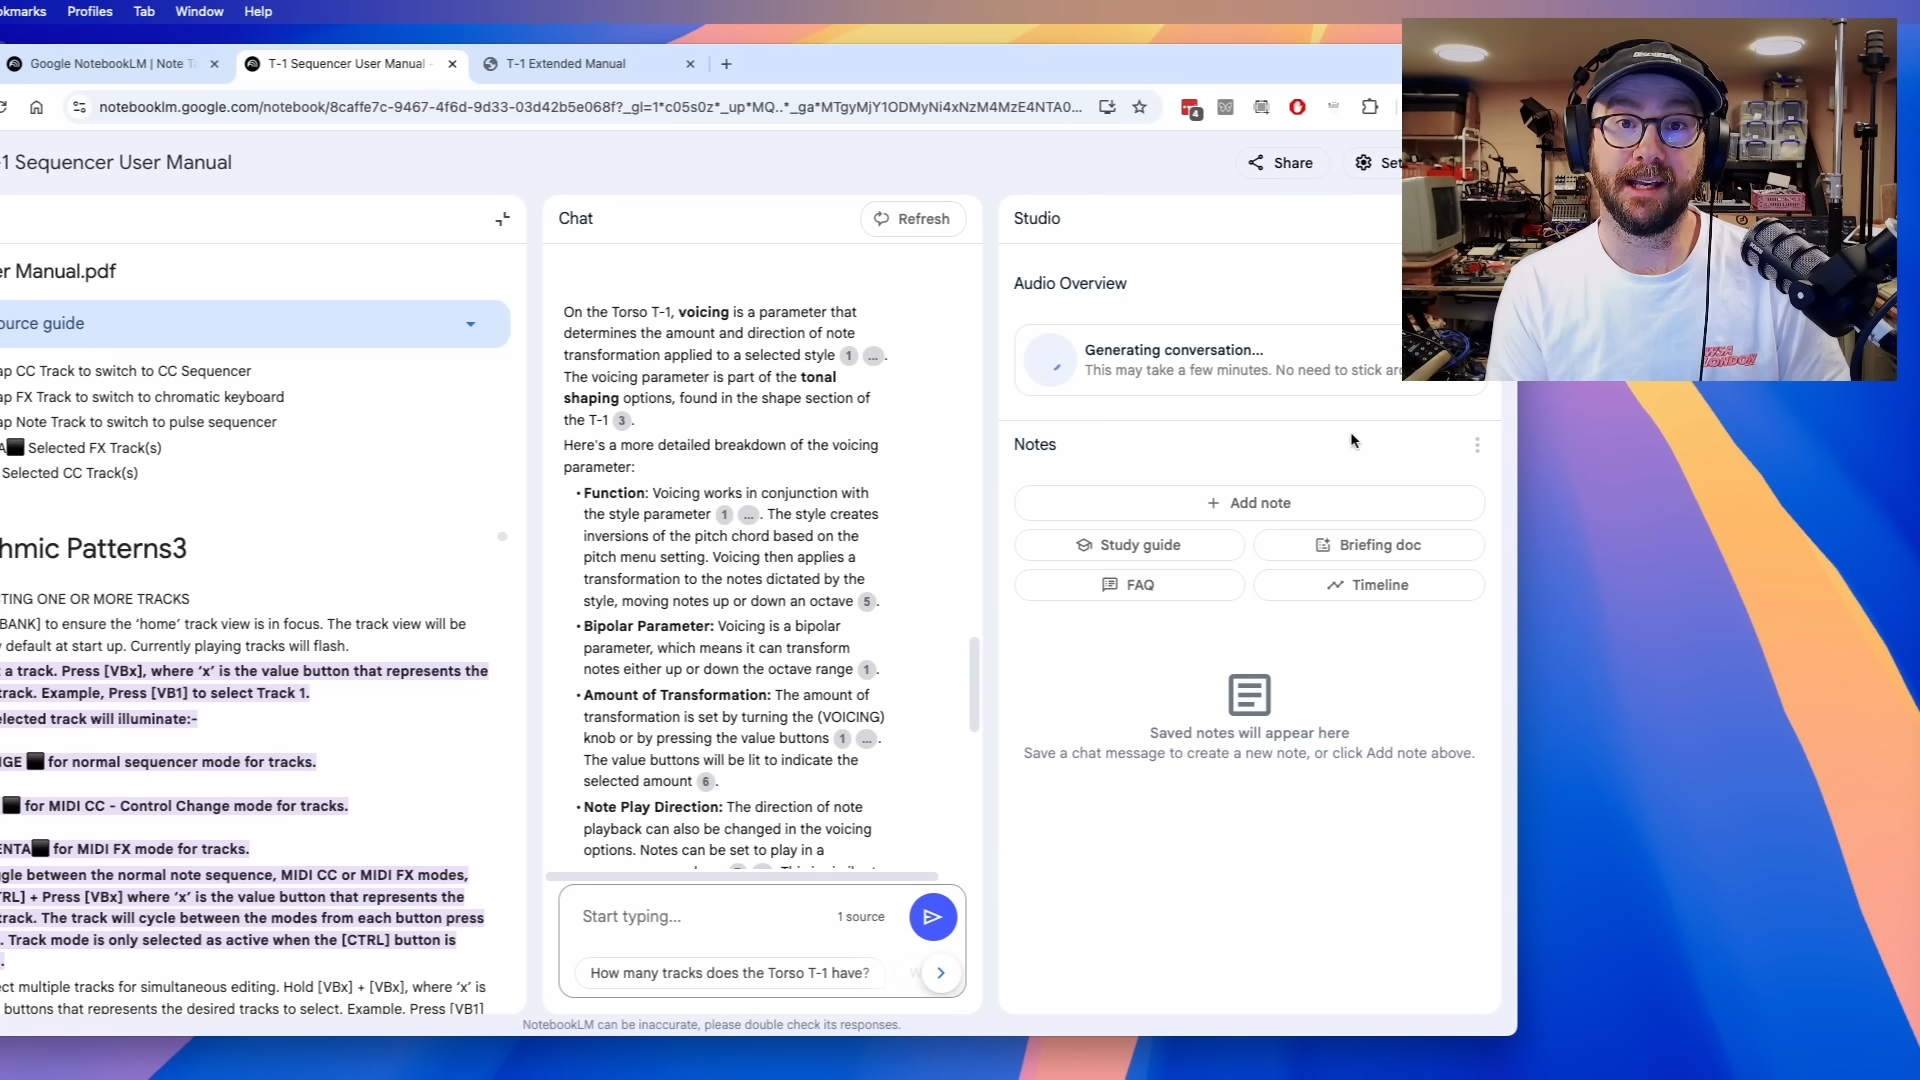 okmarks Profiles Tab Window Help
Google NotebookLM | Note Ta
T-1 Sequencer User Manual -
T-1 Extended Manual
notebooklm.google.com/notebook/8caffe7c-9467-4f6d-9d33-03d42b5e068f?_gl=1*c05s0z*_up*MQ..*_ga*MTgyMjY1ODMyNi4xNzM4MzE4NTA0...
4
-1 Sequencer User Manual
Share
Set
er Manual.pdf
ource guide
ap CC Track to switch to CC Sequencer
ap FX Track to switch to chromatic keyboard
ap Note Track to switch to pulse sequencer
A⬛ Selected FX Track(s)
Selected CC Track(s)
hmic Patterns3
TING ONE OR MORE TRACKS
[BANK] to ensure the ‘home’ track view is in focus. The track view will be
y default at start up. Currently playing tracks will flash.
t a track. Press [VBx], where ‘x’ is the value button that represents the
track. Example, Press [VB1] to select Track 1.
elected track will illuminate:-
NGE ⬛ for normal sequencer mode for tracks.
⬛ for MIDI CC - Control Change mode for tracks.
ENTA⬛ for MIDI FX mode for tracks.
ggle between the normal note sequence, MIDI CC or MIDI FX modes,
TRL] + Press [VBx] where ‘x’ is the value button that represents the
track. The track will cycle between the modes from each button press
. Track mode is only selected as active when the [CTRL] button is
.
ect multiple tracks for simultaneous editing. Hold [VBx] + [VBx], where ‘x’ is
buttons that represents the desired tracks to select. Example, Press [VB1]
Chat
Refresh
On the Torso T-1, voicing is a parameter that
determines the amount and direction of note
transformation applied to a selected style 1 ... .
The voicing parameter is part of the tonal
shaping options, found in the shape section of
the T-1 3 .
Here's a more detailed breakdown of the voicing
parameter:
• Function: Voicing works in conjunction with
the style parameter 1 ... . The style creates
inversions of the pitch chord based on the
pitch menu setting. Voicing then applies a
transformation to the notes dictated by the
style, moving notes up or down an octave 5 .
• Bipolar Parameter: Voicing is a bipolar
parameter, which means it can transform
notes either up or down the octave range 1 .
• Amount of Transformation: The amount of
transformation is set by turning the (VOICING)
knob or by pressing the value buttons 1 ... .
The value buttons will be lit to indicate the
selected amount 6 .
• Note Play Direction: The direction of note
playback can also be changed in the voicing
options. Notes can be set to play in a
Start typing...
1 source
How many tracks does the Torso T-1 have?
NotebookLM can be inaccurate, please double check its responses.
Studio
Audio Overview
Generating conversation...
This may take a few minutes. No need to stick aro
Notes
+ Add note
Study guide
Briefing doc
FAQ
Timeline
Saved notes will appear here
Save a chat message to create a new note, or click Add note above.
LONDON